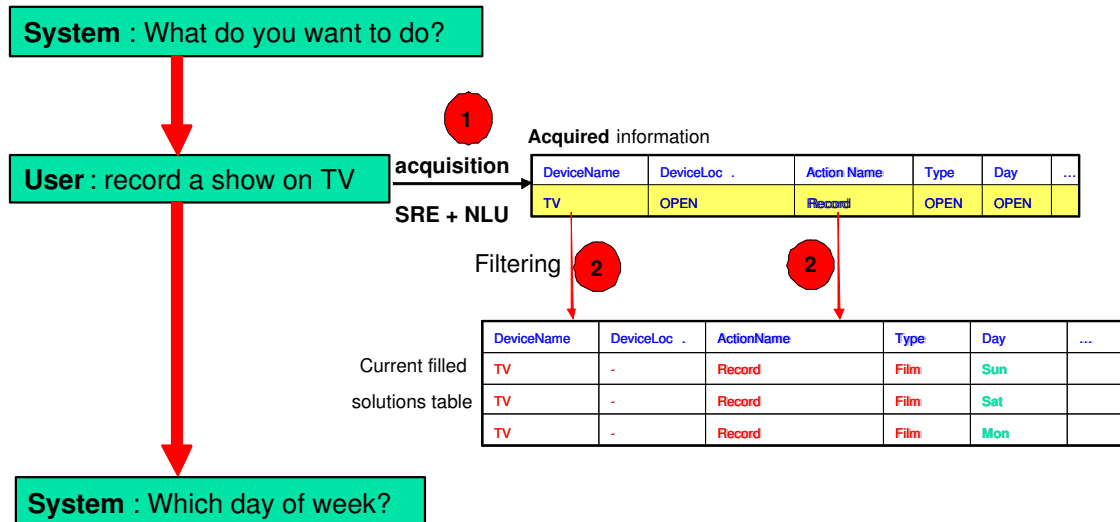 System : What do you want to do?
1
Acquired information
User : record a show on TV
acquisition
SRE + NLU
DeviceName DeviceLoc . Action Name Type Day ...
TV OPEN Record OPEN OPEN
Filtering
2
2
DeviceName DeviceLoc . ActionName Type Day ...
Current filled
solutions table
TV - Record Film Sun
TV - Record Film Sat
TV - Record Film Mon
System : Which day of week?